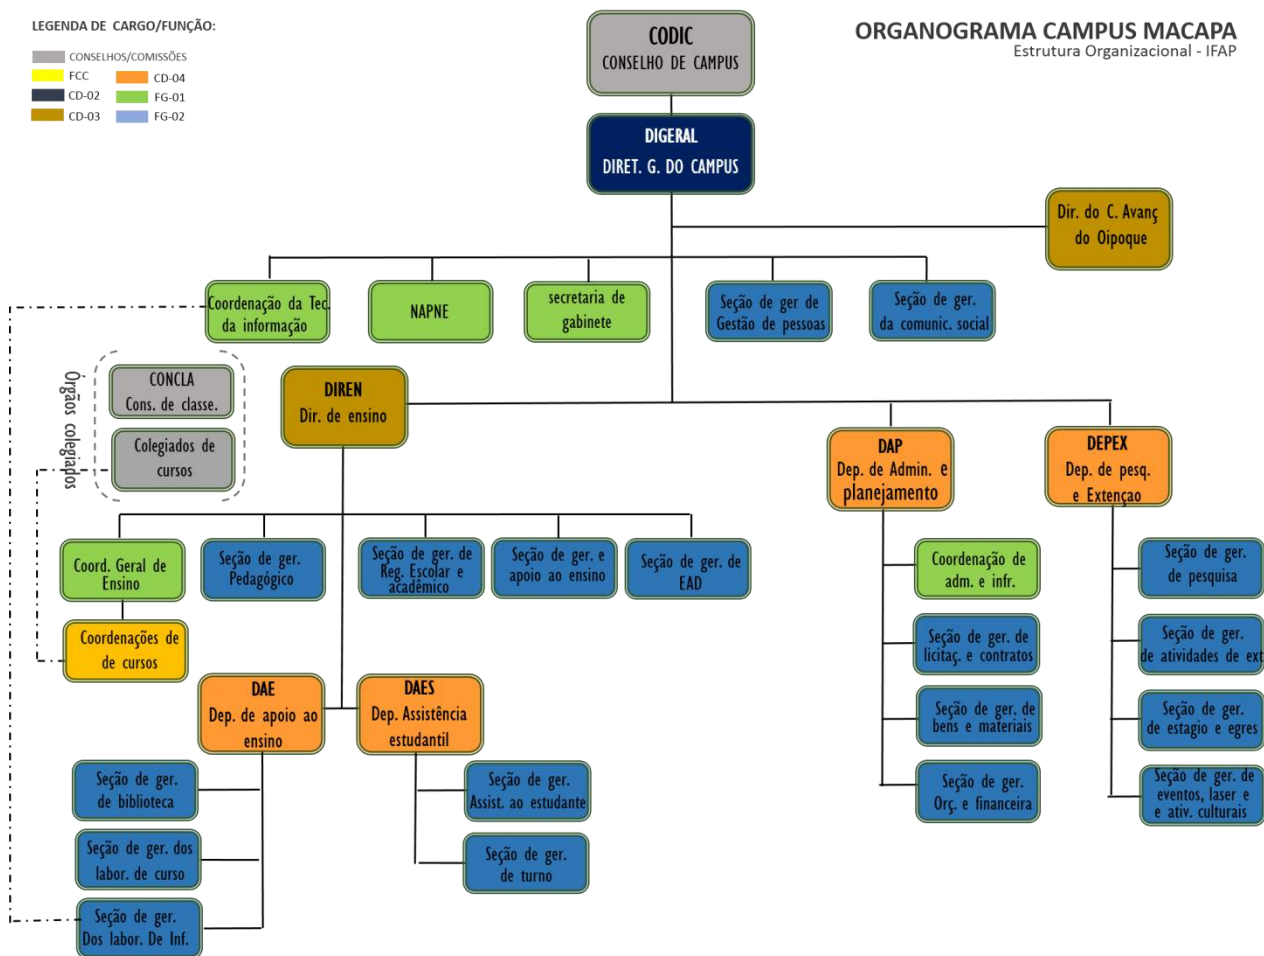 LEGENDA DE CARGO/FUNÇÃO:
CONSELHOS/COMISSÕES
FCC
CD-04
CD-02
FG-01
CD-03
FG-02
ORGANOGRAMA CAMPUS MACAPA
Estrutura Organizacional - IFAP
CODIC
CONSELHO DE CAMPUS
DIGERAL
DIRET. G. DO CAMPUS
Dir. do C. Avanç
do Oipoque
Coordenação da Tec.
da informação
NAPNE
secretaria de
gabinete
Seção de ger de
Gestão de pessoas
Seção de ger.
da comunic. social
Órgãos colegiados
CONCLA
Cons. de classe.
Colegiados de
cursos
DIREN
Dir. de ensino
DAP
Dep. de Admin. e
planejamento
DEPEX
Dep. de pesq.
e Extençao
Coord. Geral de
Ensino
Seção de ger.
Pedagógico
Seção de ger. de
Reg. Escolar e
acadêmico
Seção de ger. e
apoio ao ensino
Seção de ger. de
EAD
Coordenação de
adm. e infr.
Seção de ger.
de pesquisa
Coordenações de
de cursos
Seção de ger. de
licitaç. e contratos
Seção de ger.
de atividades de ext
DAE
Dep. de apoio ao
ensino
DAES
Dep. Assistência
estudantil
Seção de ger. de
bens e materiais
Seção de ger.
de estagio e egres
Seção de ger.
de biblioteca
Seção de ger.
Assist. ao estudante
Seção de ger.
Orç. e financeira
Seção de ger. de
eventos, laser e
e ativ. culturais
Seção de ger. dos
labor. de curso
Seção de ger.
de turno
Seção de ger.
Dos labor. De Inf.